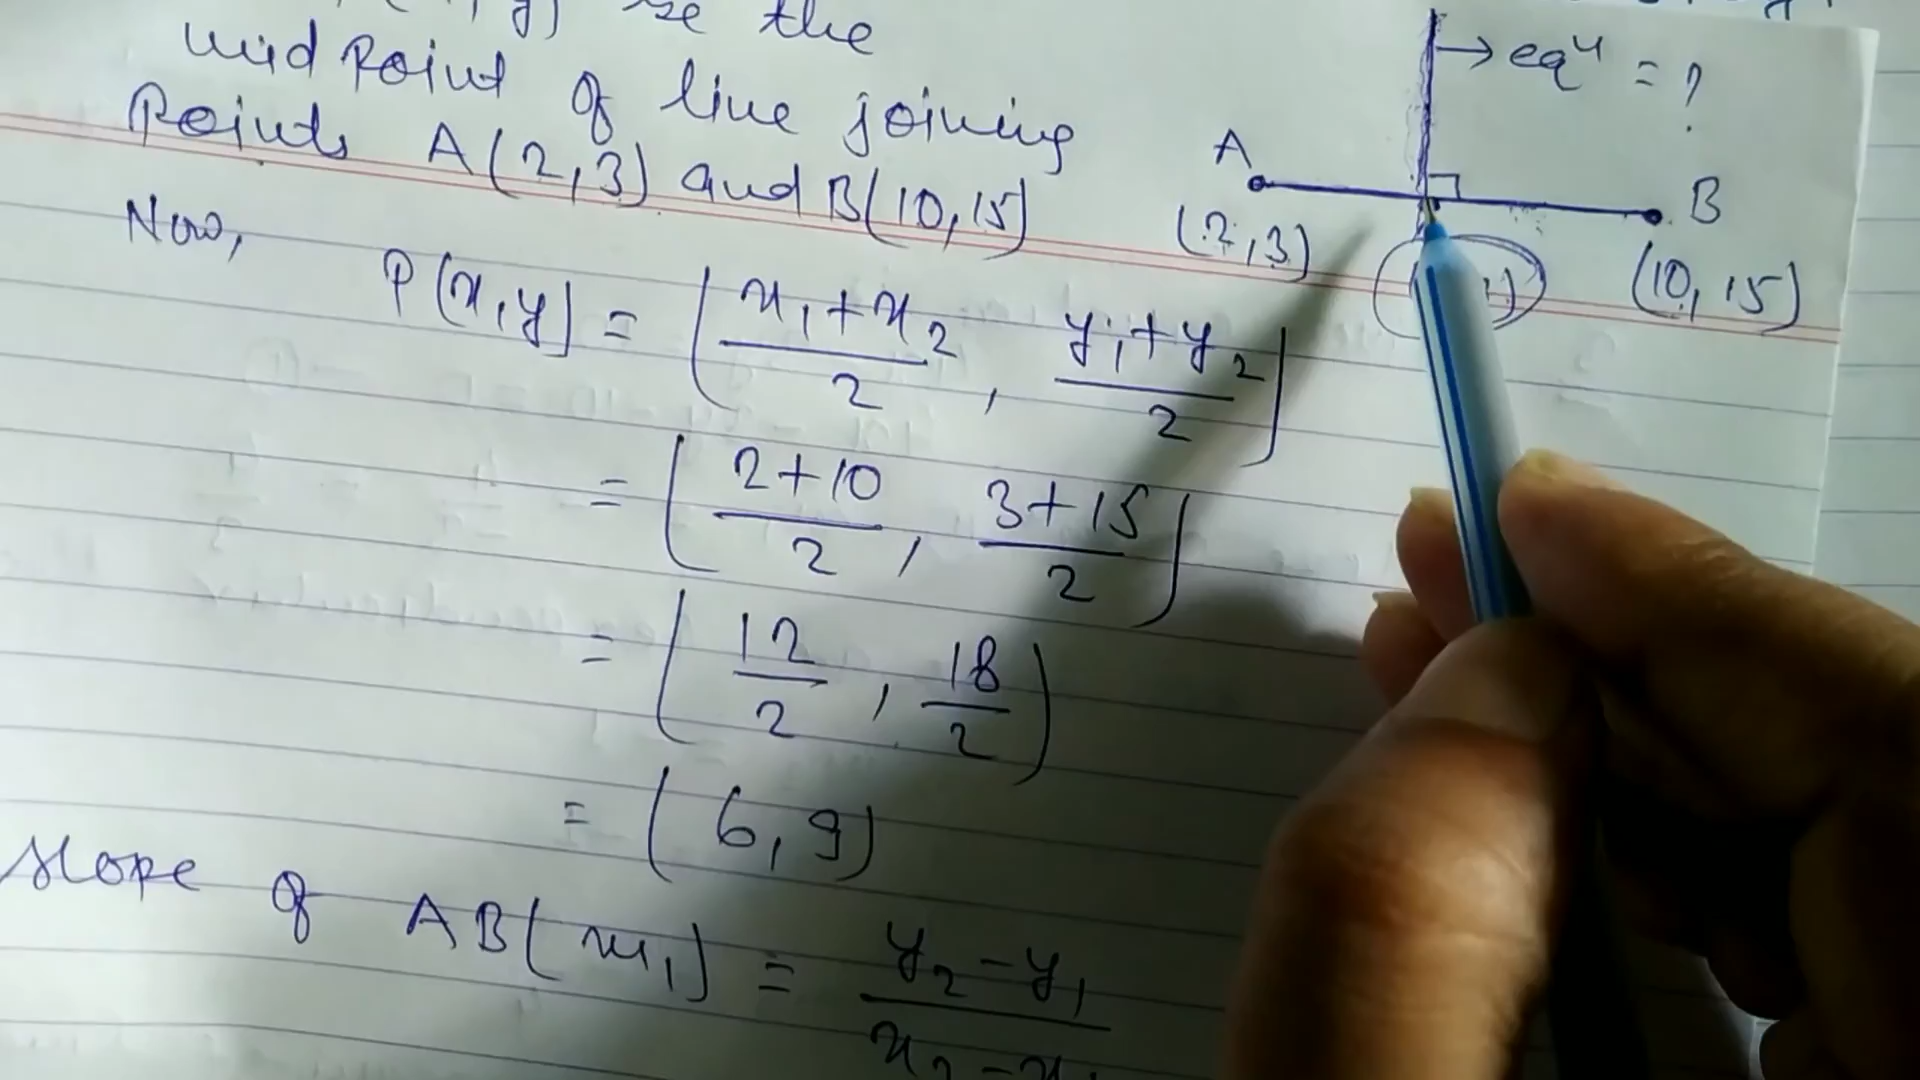 the
mid Point of line joining
Points A(2,3) and B(10,15)
Now,
P(x,y) = (x₁+x₂/2 , y₁+y₂/2)
= (2+10/2 , 3+15/2)
= (12/2 , 18/2)
= (6,9)
Slope of AB(m₁) = y₂-y₁
→ eqⁿ = ?
A
B
(2,3)
(10,15)